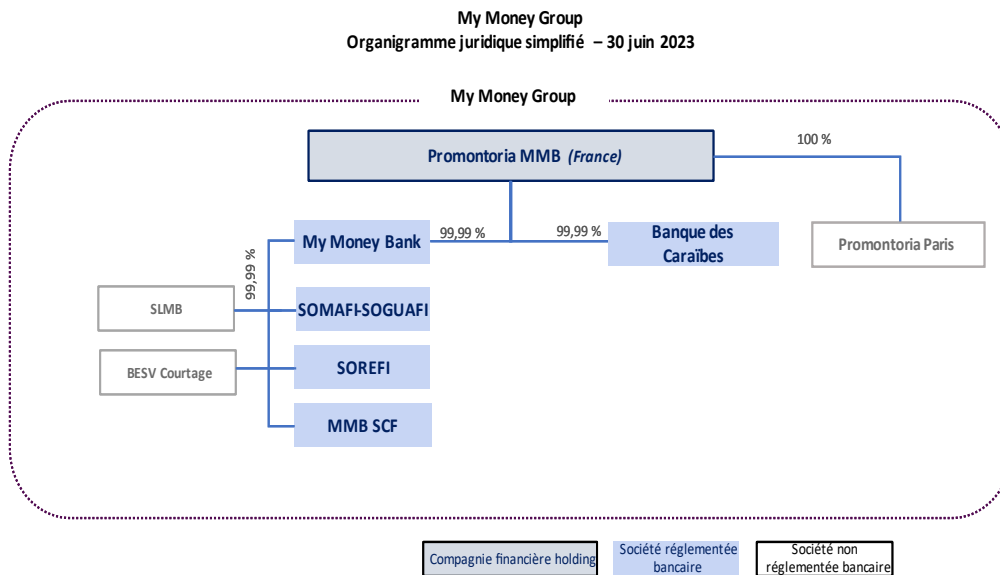 My Money Group
Organigramme juridique simplifié – 30 juin 2023
My Money Group
Promontoria MMB (France)
100 %
My Money Bank
99,99 %
99,99 %
Banque des
Caraïbes
Promontoria Paris
99,99 %
SLMB
SOMAFI-SOGUAFI
BESV Courtage
SOREFI
MMB SCF
Compagnie financière holding
Société réglementée
bancaire
Société non
réglementée bancaire